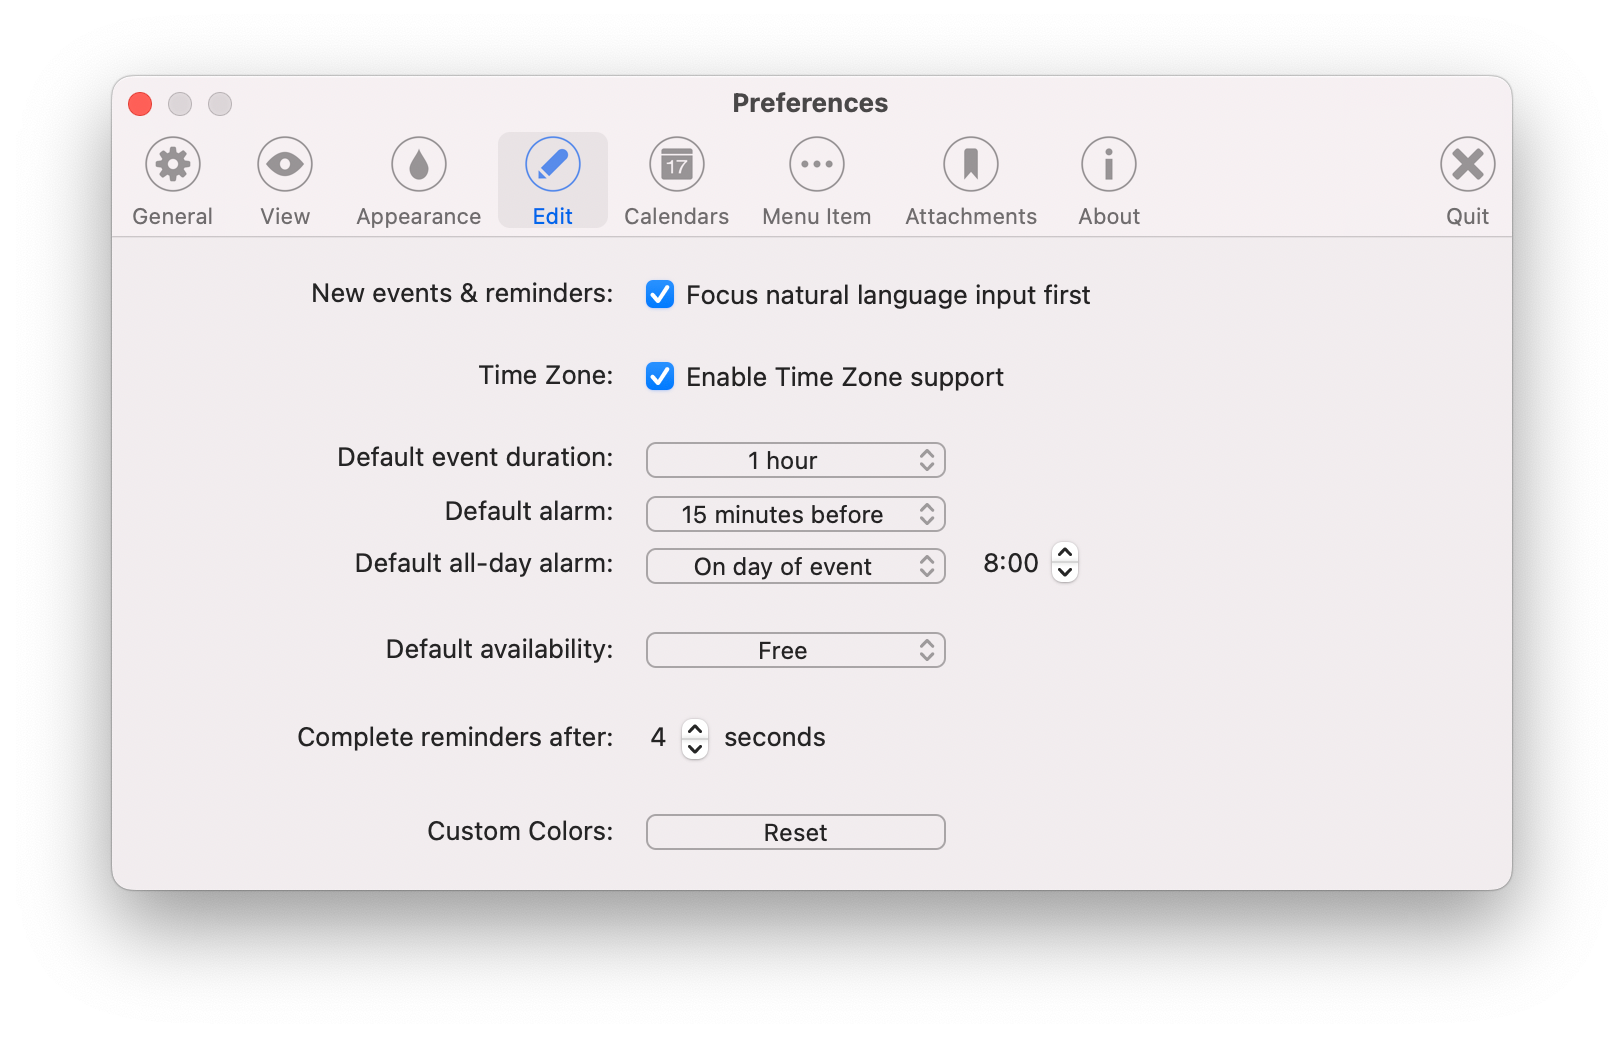 Preferences
General View Appearance Edit Calendars Menu Item Attachments About Quit
17
New events & reminders: Focus natural language input first
Time Zone: Enable Time Zone support
Default event duration: 1 hour
Default alarm: 15 minutes before
Default all-day alarm: On day of event 8:00
Default availability: Free
Complete reminders after: 4 seconds
Custom Colors: Reset